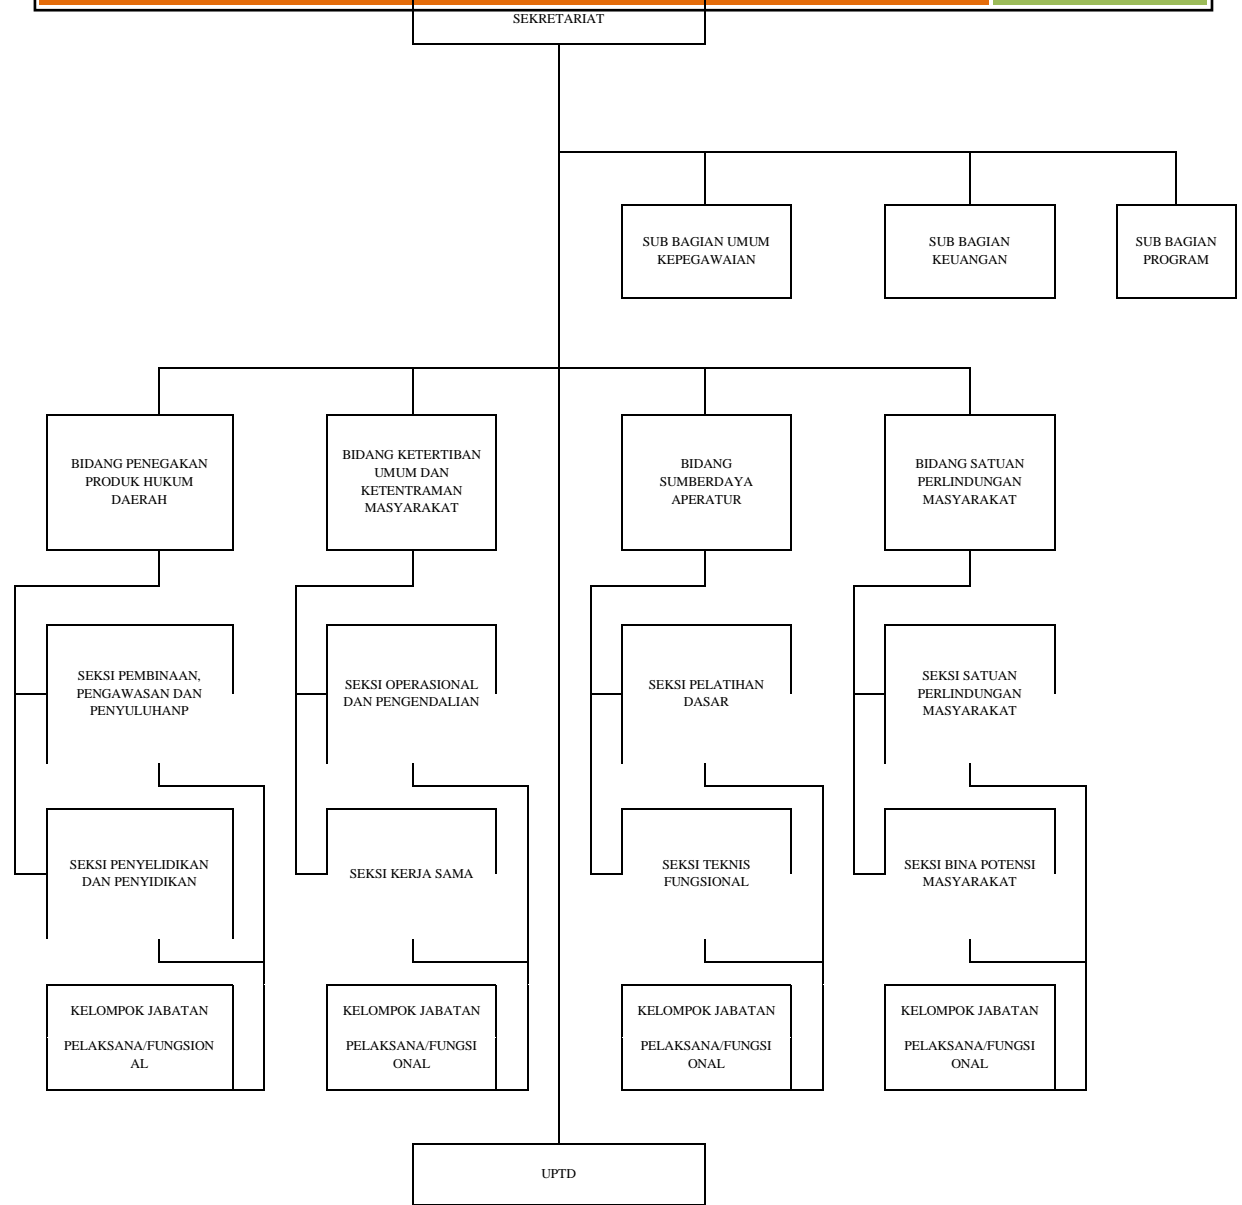 SEKRETARIAT
SUB BAGIAN UMUM
KEPEGAWAIAN
SUB BAGIAN
KEUANGAN
SUB BAGIAN
PROGRAM
BIDANG PENEGAKAN
PRODUK HUKUM
DAERAH
BIDANG KETERTIBAN
UMUM DAN
KETENTRAMAN
MASYARAKAT
BIDANG
SUMBERDAYA
APERATUR
BIDANG SATUAN
PERLINDUNGAN
MASYARAKAT
SEKSI PEMBINAAN,
PENGAWASAN DAN
PENYULUHANP
SEKSI OPERASIONAL
DAN PENGENDALIAN
SEKSI PELATIHAN
DASAR
SEKSI SATUAN
PERLINDUNGAN
MASYARAKAT
SEKSI PENYELIDIKAN
DAN PENYIDIKAN
SEKSI KERJA SAMA
SEKSI TEKNIS
FUNGSIONAL
SEKSI BINA POTENSI
MASYARAKAT
KELOMPOK JABATAN
PELAKSANA/FUNGSION
AL
KELOMPOK JABATAN
PELAKSANA/FUNGSI
ONAL
KELOMPOK JABATAN
PELAKSANA/FUNGSI
ONAL
KELOMPOK JABATAN
PELAKSANA/FUNGSI
ONAL
UPTD